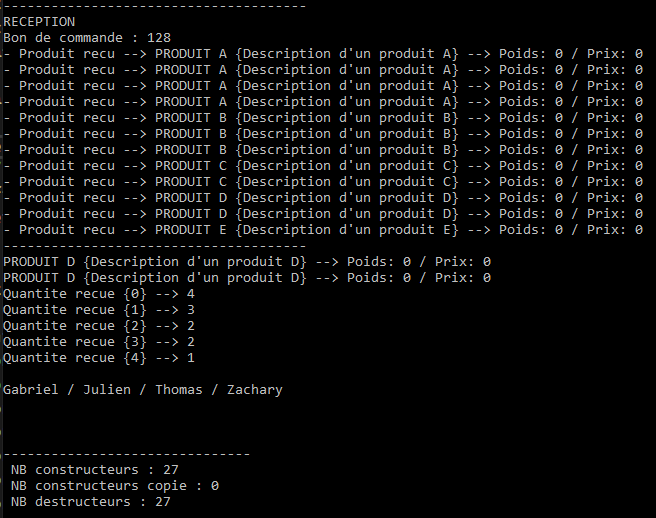 --------------------------------------
RECEPTION
Bon de commande : 128
- Produit recu --> PRODUIT A {Description d'un produit A} --> Poids: 0 / Prix: 0
- Produit recu --> PRODUIT A {Description d'un produit A} --> Poids: 0 / Prix: 0
- Produit recu --> PRODUIT A {Description d'un produit A} --> Poids: 0 / Prix: 0
- Produit recu --> PRODUIT A {Description d'un produit A} --> Poids: 0 / Prix: 0
- Produit recu --> PRODUIT B {Description d'un produit B} --> Poids: 0 / Prix: 0
- Produit recu --> PRODUIT B {Description d'un produit B} --> Poids: 0 / Prix: 0
- Produit recu --> PRODUIT B {Description d'un produit B} --> Poids: 0 / Prix: 0
- Produit recu --> PRODUIT C {Description d'un produit C} --> Poids: 0 / Prix: 0
- Produit recu --> PRODUIT C {Description d'un produit C} --> Poids: 0 / Prix: 0
- Produit recu --> PRODUIT D {Description d'un produit D} --> Poids: 0 / Prix: 0
- Produit recu --> PRODUIT D {Description d'un produit D} --> Poids: 0 / Prix: 0
- Produit recu --> PRODUIT E {Description d'un produit E} --> Poids: 0 / Prix: 0
--------------------------------------
PRODUIT D {Description d'un produit D} --> Poids: 0 / Prix: 0
PRODUIT D {Description d'un produit D} --> Poids: 0 / Prix: 0
Quantite recue {0} --> 4
Quantite recue {1} --> 3
Quantite recue {2} --> 2
Quantite recue {3} --> 2
Quantite recue {4} --> 1
Gabriel / Julien / Thomas / Zachary
-------------------------------
NB constructeurs : 27
NB constructeurs copie : 0
NB destructeurs : 27